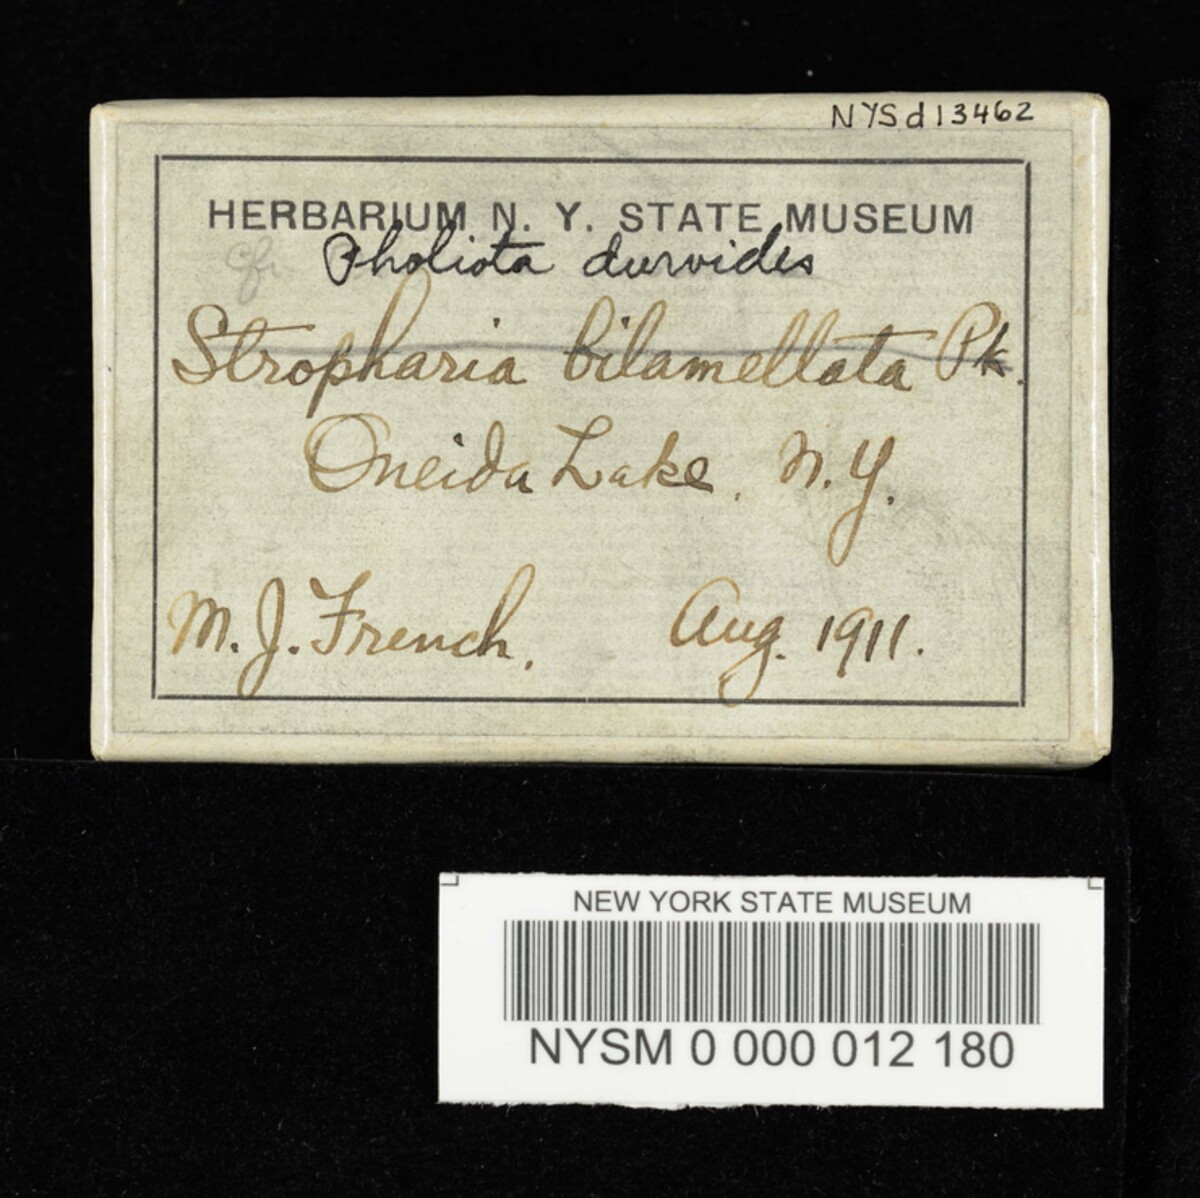 NYSd13462
HERBARIUM N. Y. STATE MUSEUM
cf. Pholiota duroides
Stropharia bilamellata Pk.
Oneida Lake, N.Y.
M. J. French. Aug. 1911.
NEW YORK STATE MUSEUM
NYSM 0 000 012 180